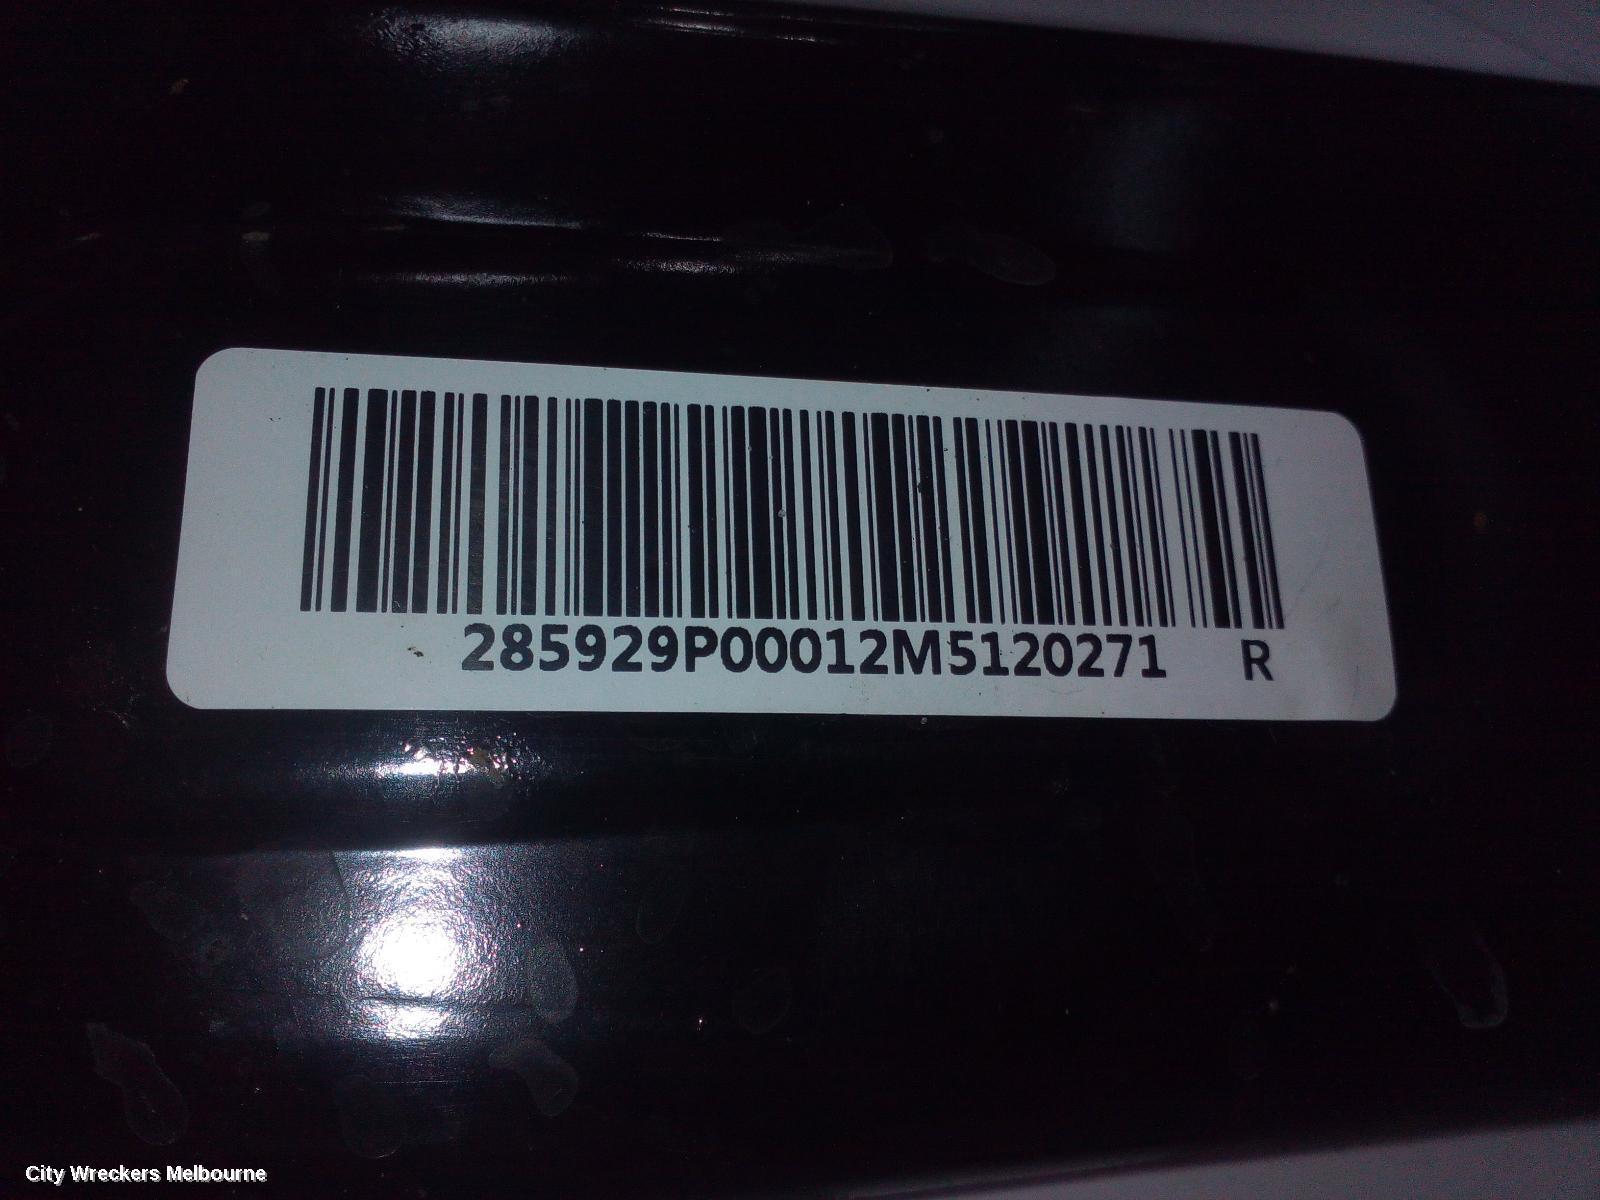 285929P00012M5120271 R
City Wreckers Melbourne